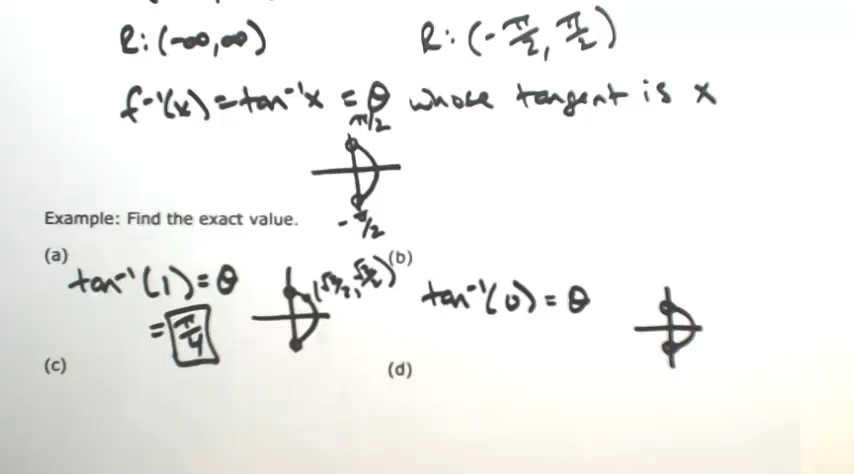 R: (-∞,∞)
R: (-π/2, π/2)
f⁻¹(x) = tan⁻¹x = θ whose tangent is x
π/2
-π/2
Example: Find the exact value.
(a)
tan⁻¹(1) = θ
(√2/2, √2/2)
= π/4
(b)
tan⁻¹(0) = θ
(c)
(d)